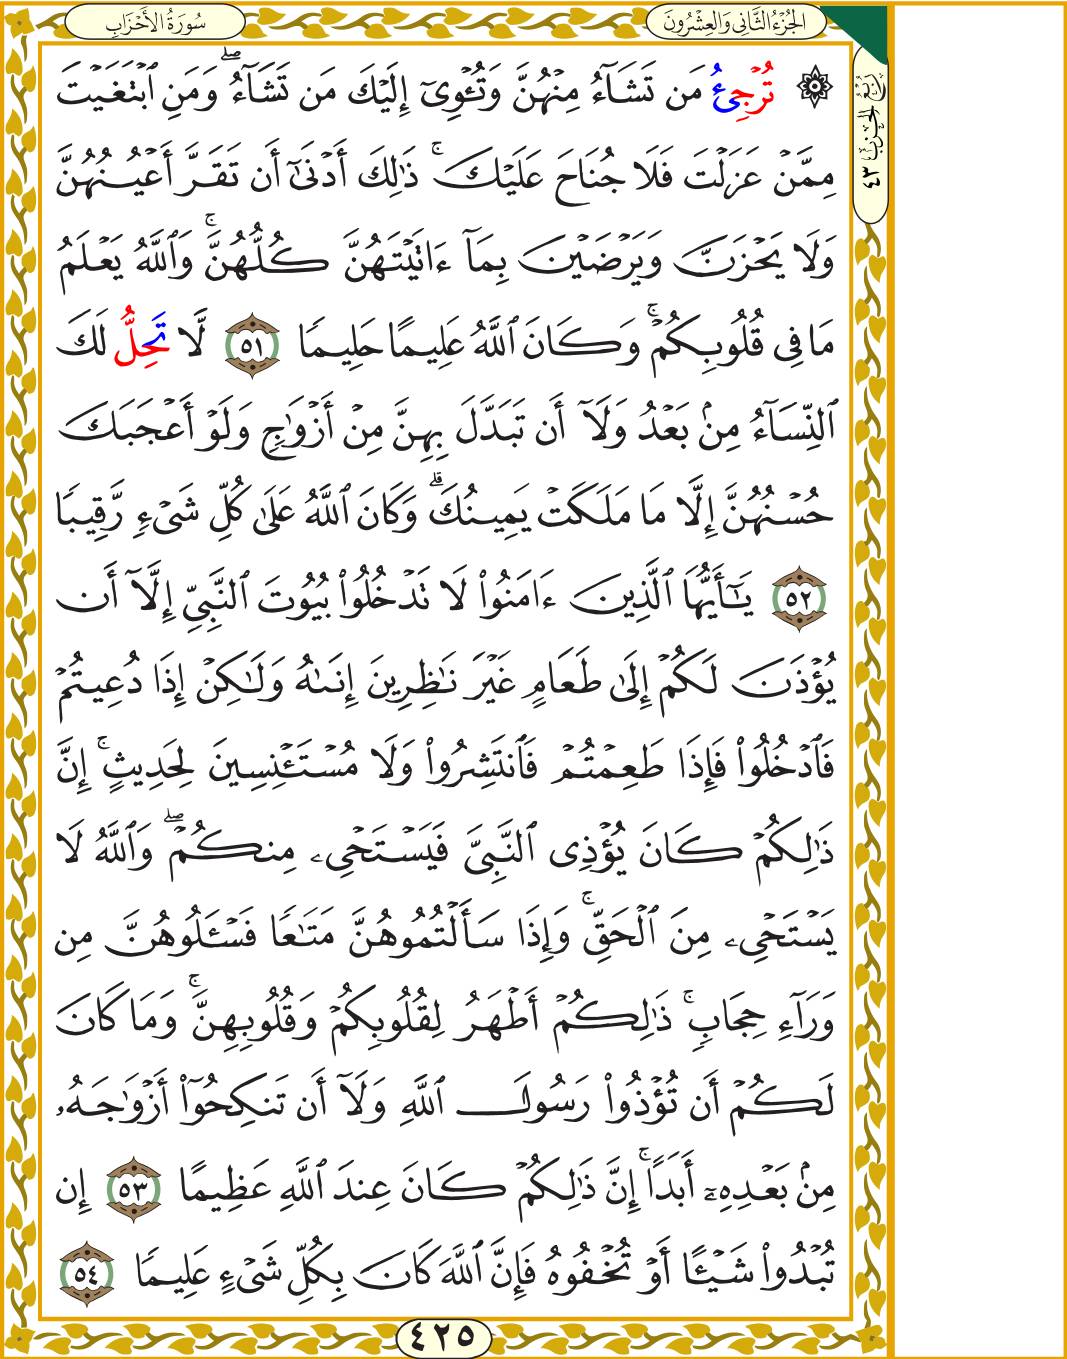 سُورَةُ الأَحْزَابِ
الجُزْءُ الثَّانِي وَالعِشْرُونَ
رُبْعُ الحِزْبِ ٤٣
۞ تُرْجِئُ مَن تَشَآءُ مِنْهُنَّ وَتُـْٔوِىٓ إِلَيْكَ مَن تَشَآءُ ۖ وَمَنِ ٱبْتَغَيْتَ
مِمَّنْ عَزَلْتَ فَلَا جُنَاحَ عَلَيْكَ ۚ ذَٰلِكَ أَدْنَىٰٓ أَن تَقَرَّ أَعْيُنُهُنَّ
وَلَا يَحْزَنَّ وَيَرْضَيْنَ بِمَآ ءَاتَيْتَهُنَّ كُلُّهُنَّ ۚ وَٱللَّهُ يَعْلَمُ
مَا فِى قُلُوبِكُمْ ۚ وَكَانَ ٱللَّهُ عَلِيمًا حَلِيمًا ٥١ لَّا تَحِلُّ لَكَ
ٱلنِّسَآءُ مِنۢ بَعْدُ وَلَآ أَن تَبَدَّلَ بِهِنَّ مِنْ أَزْوَٰجٍ وَلَوْ أَعْجَبَكَ
حُسْنُهُنَّ إِلَّا مَا مَلَكَتْ يَمِينُكَ ۗ وَكَانَ ٱللَّهُ عَلَىٰ كُلِّ شَىْءٍ رَّقِيبًا
٥٢ يَـٰٓأَيُّهَا ٱلَّذِينَ ءَامَنُوا۟ لَا تَدْخُلُوا۟ بُيُوتَ ٱلنَّبِىِّ إِلَّآ أَن
يُؤْذَنَ لَكُمْ إِلَىٰ طَعَامٍ غَيْرَ نَـٰظِرِينَ إِنَىٰهُ وَلَـٰكِنْ إِذَا دُعِيتُمْ
فَٱدْخُلُوا۟ فَإِذَا طَعِمْتُمْ فَٱنتَشِرُوا۟ وَلَا مُسْتَـْٔنِسِينَ لِحَدِيثٍ ۚ إِنَّ
ذَٰلِكُمْ كَانَ يُؤْذِى ٱلنَّبِىَّ فَيَسْتَحْىِۦ مِنكُمْ ۖ وَٱللَّهُ لَا
يَسْتَحْىِۦ مِنَ ٱلْحَقِّ ۚ وَإِذَا سَأَلْتُمُوهُنَّ مَتَـٰعًا فَسْـَٔلُوهُنَّ مِن
وَرَآءِ حِجَابٍ ۚ ذَٰلِكُمْ أَطْهَرُ لِقُلُوبِكُمْ وَقُلُوبِهِنَّ ۚ وَمَا كَانَ
لَكُمْ أَن تُؤْذُوا۟ رَسُولَ ٱللَّهِ وَلَآ أَن تَنكِحُوٓا۟ أَزْوَٰجَهُۥ
مِنۢ بَعْدِهِۦٓ أَبَدًا ۚ إِنَّ ذَٰلِكُمْ كَانَ عِندَ ٱللَّهِ عَظِيمًا ٥٣ إِن
تُبْدُوا۟ شَيْـًٔا أَوْ تُخْفُوهُ فَإِنَّ ٱللَّهَ كَانَ بِكُلِّ شَىْءٍ عَلِيمًا ٥٤
٤٢٥